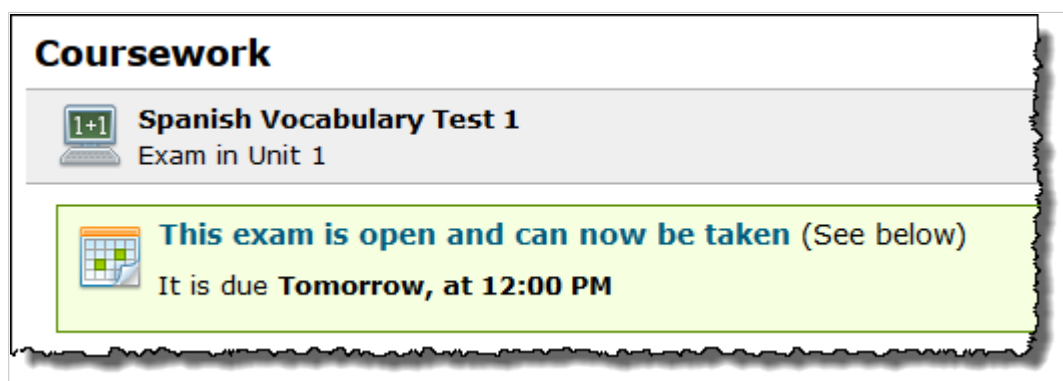 Coursework
1+1
Spanish Vocabulary Test 1
Exam in Unit 1
This exam is open and can now be taken (See below)
It is due Tomorrow, at 12:00 PM